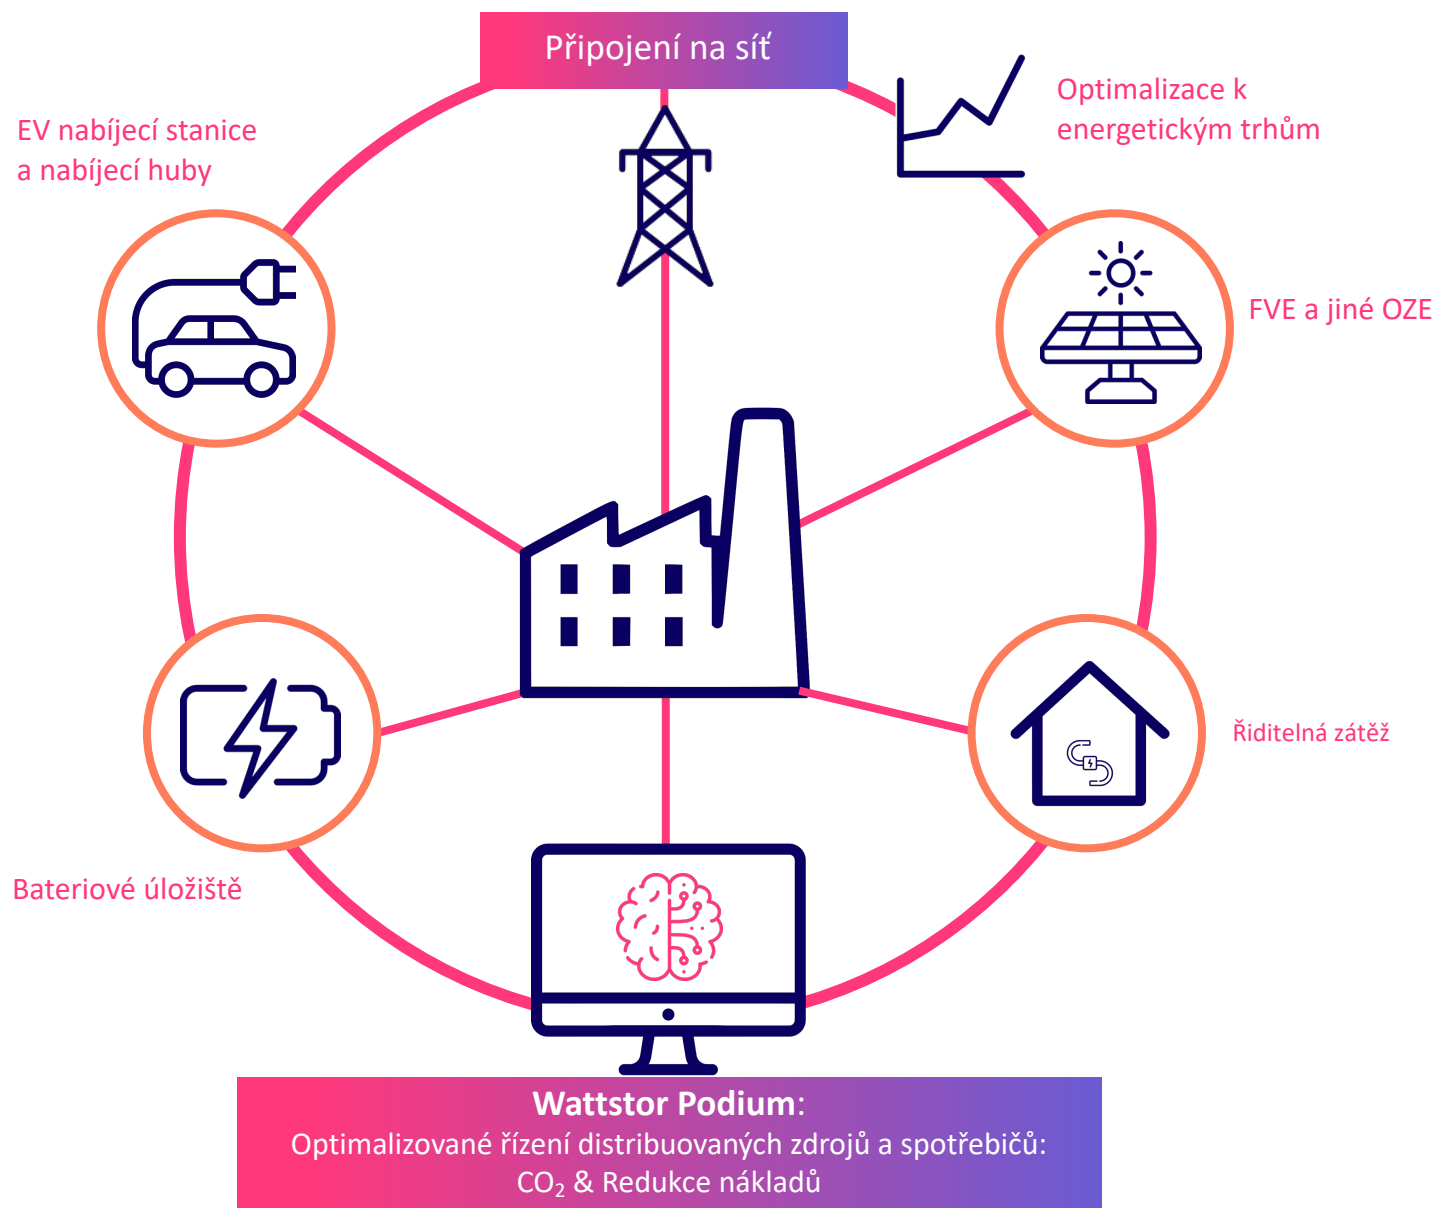 Připojení na síť
Optimalizace k
energetickým trhům
EV nabíjecí stanice
a nabíjecí huby
FVE a jiné OZE
Řiditelná zátěž
Bateriové úložiště
Wattstor Podium:
Optimalizované řízení distribuovaných zdrojů a spotřebičů:
CO₂ & Redukce nákladů